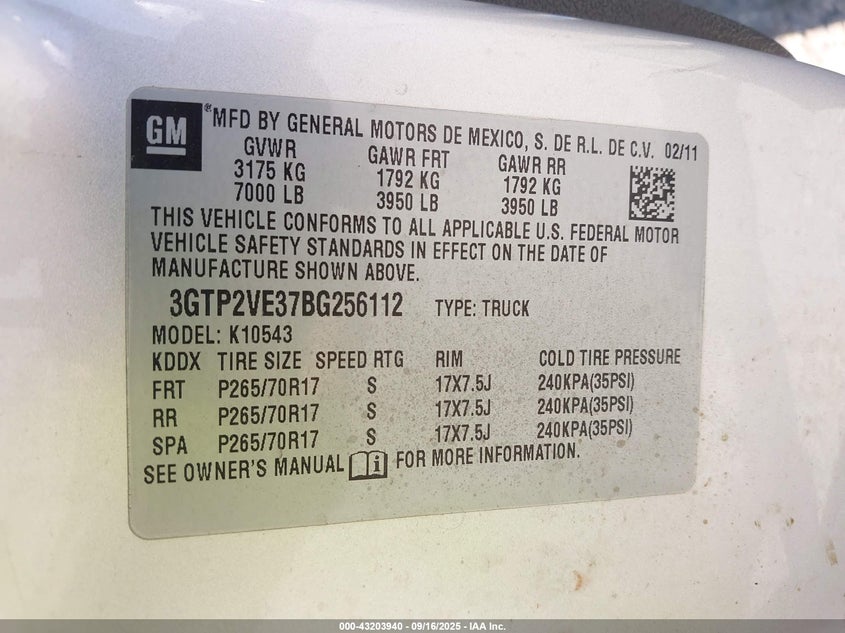 GM
®MFD BY GENERAL MOTORS DE MEXICO, S. DE R.L. DE C.V. 02/11
GVWR GAWR FRT GAWR RR
3175 KG 1792 KG 1792 KG
7000 LB 3950 LB 3950 LB
THIS VEHICLE CONFORMS TO ALL APPLICABLE U.S. FEDERAL MOTOR
VEHICLE SAFETY STANDARDS IN EFFECT ON THE DATE OF
MANUFACTURE SHOWN ABOVE.
3GTP2VE37BG256112 TYPE: TRUCK
MODEL: K10543
KDDX TIRE SIZE SPEED RTG RIM COLD TIRE PRESSURE
FRT P265/70R17 S 17X7.5J 240KPA(35PSI)
RR P265/70R17 S 17X7.5J 240KPA(35PSI)
SPA P265/70R17 S 17X7.5J 240KPA(35PSI)
SEE OWNER'S MANUAL FOR MORE INFORMATION.
000-43203940 - 09/16/2025 - IAA Inc.